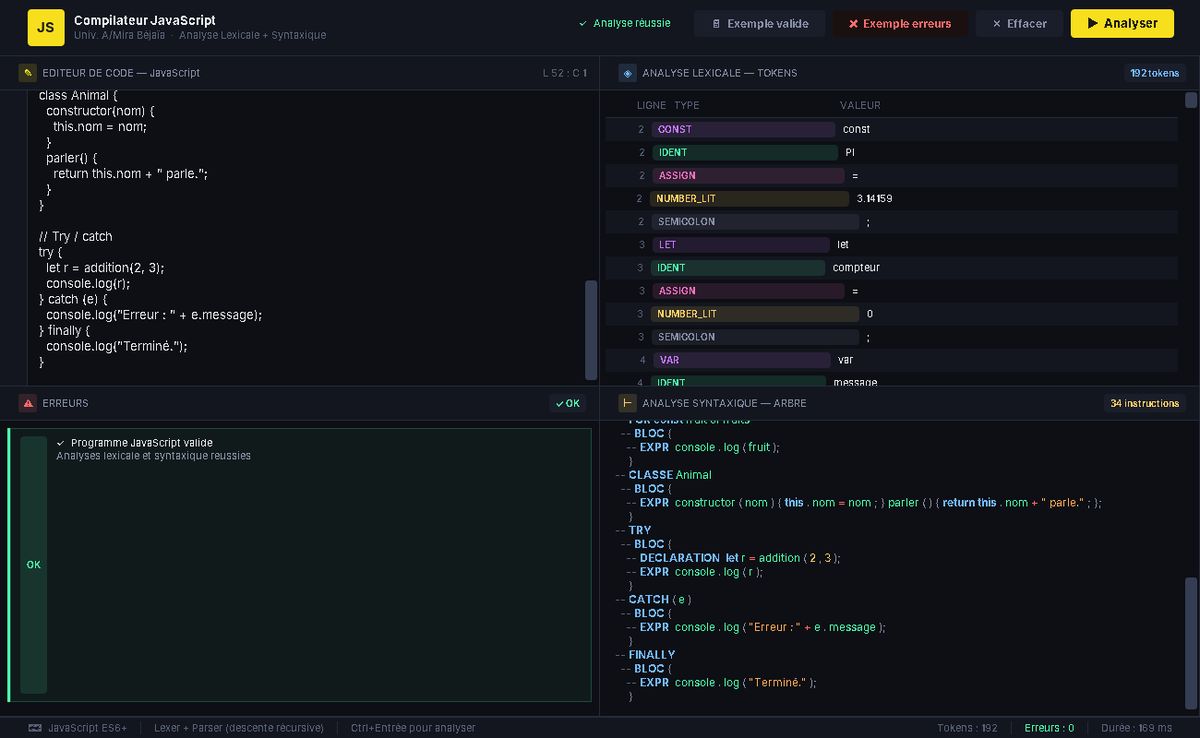 JS
Compilateur JavaScript
Univ. A/Mira Béjaïa · Analyse Lexicale + Syntaxique
✓ Analyse réussie
Exemple valide
✖ Exemple erreurs
✕ Effacer
▶ Analyser
EDITEUR DE CODE — JavaScript
L 52 : C 1
class Animal {
constructor(nom) {
this.nom = nom;
}
parler() {
return this.nom + " parle.";
}
}
// Try / catch
try {
let r = addition(2, 3);
console.log(r);
} catch (e) {
console.log("Erreur : " + e.message);
} finally {
console.log("Terminé.");
}
ANALYSE LEXICALE — TOKENS
192 tokens
LIGNE TYPE VALEUR
2 CONST const
2 IDENT PI
2 ASSIGN =
2 NUMBER_LIT 3.14159
2 SEMICOLON ;
3 LET let
3 IDENT compteur
3 ASSIGN =
3 NUMBER_LIT 0
3 SEMICOLON ;
4 VAR var
4 IDENT message
ERREURS
✓ OK
OK
✓ Programme JavaScript valide
Analyses lexicale et syntaxique reussies
ANALYSE SYNTAXIQUE — ARBRE
34 instructions
-- FOR const fruit of fruits
-- BLOC {
-- EXPR console . log ( fruit );
}
-- CLASSE Animal
-- BLOC {
-- EXPR constructor ( nom ) { this . nom = nom ; } parler ( ) { return this . nom + " parle." ; };
}
-- TRY
-- BLOC {
-- DECLARATION let r = addition ( 2 , 3 );
-- EXPR console . log ( r );
}
-- CATCH ( e )
-- BLOC {
-- EXPR console . log ( "Erreur : " + e . message );
}
-- FINALLY
-- BLOC {
-- EXPR console . log ( "Terminé." );
}
JavaScript ES6+
Lexer + Parser (descente récursive)
Ctrl+Entrée pour analyser
Tokens : 192
Erreurs : 0
Durée : 169 ms